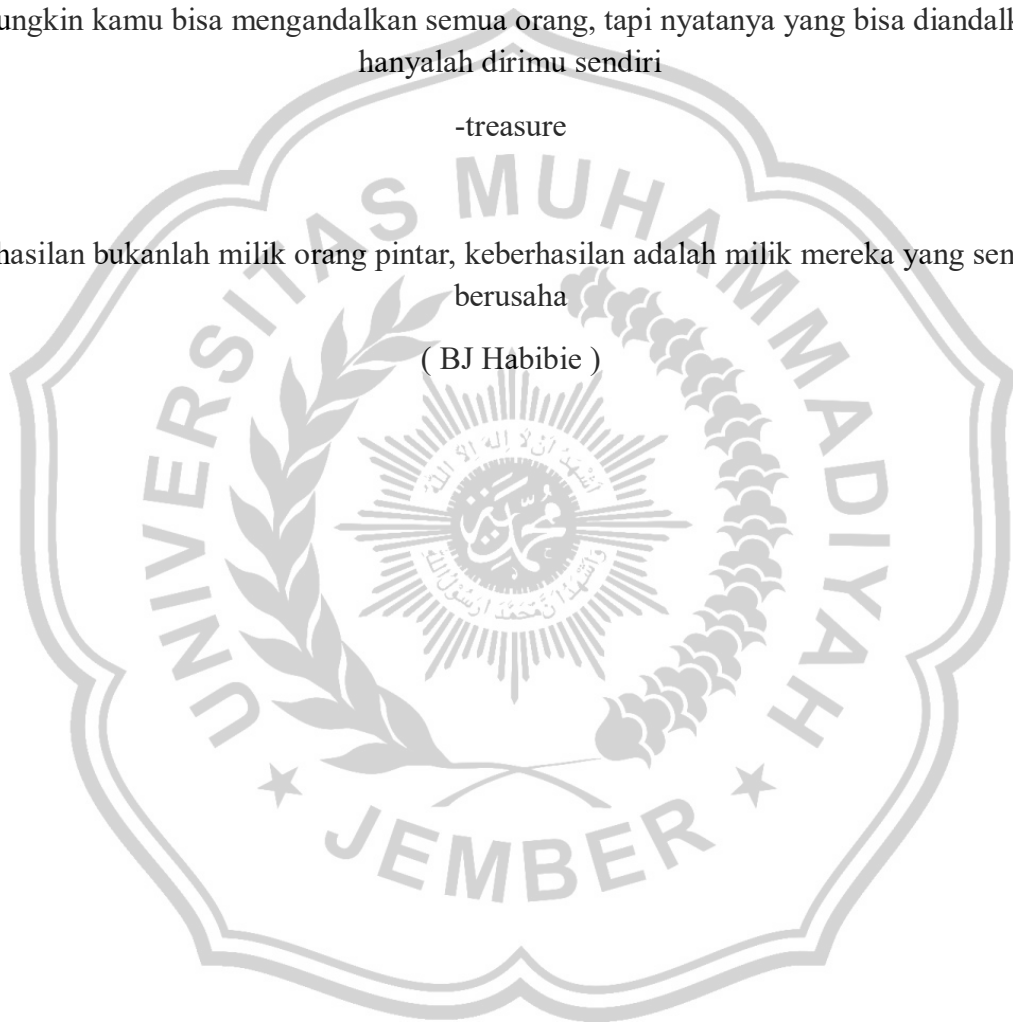 ungkin kamu bisa mengandalkan semua orang, tapi nyatanya yang bisa diandalk
hanyalah dirimu sendiri
-treasure
hasilan bukanlah milik orang pintar, keberhasilan adalah milik mereka yang sen
berusaha
( BJ Habibie )
UNIVERSITAS MUHAMMADIYAH
JEMBER